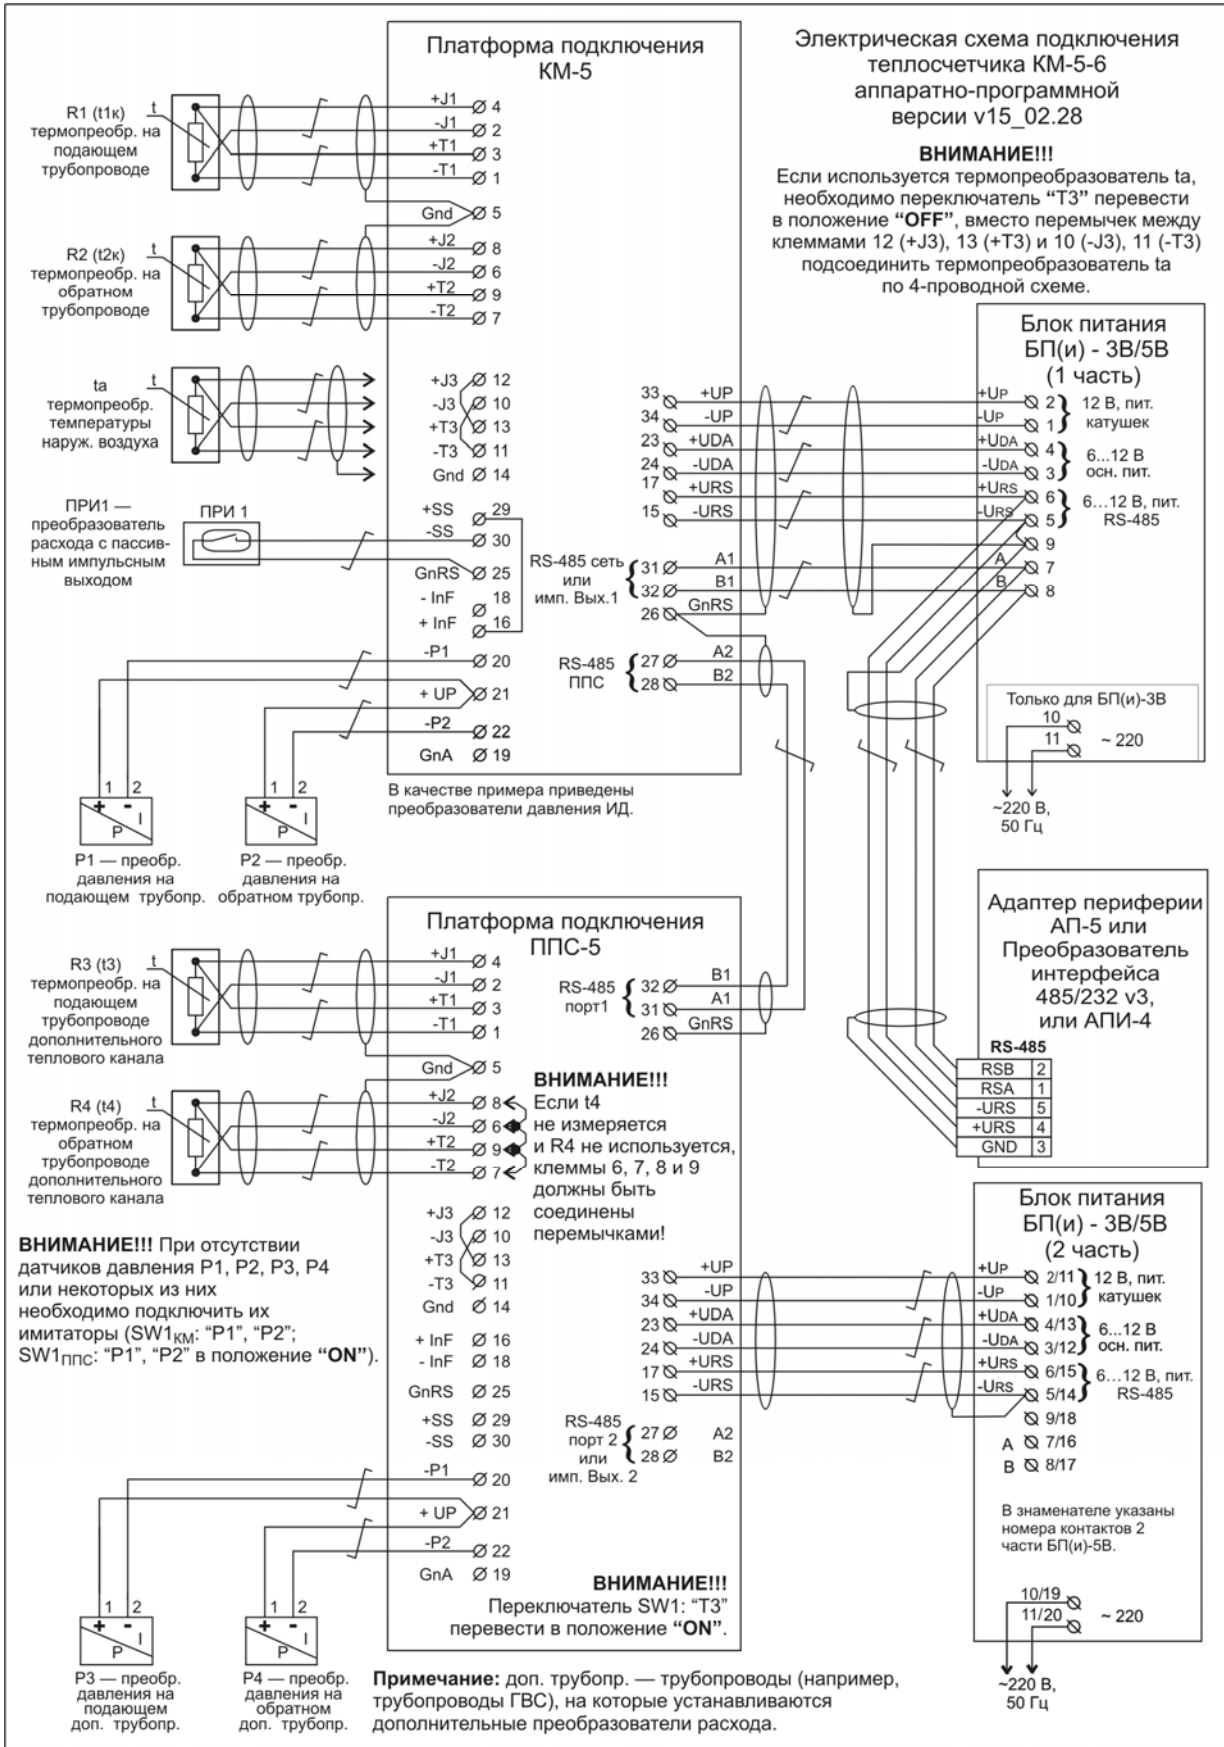 Платформа подключения
КМ-5
Электрическая схема подключения
теплосчетчика КМ-5-6
аппаратно-программной
версии v15_02.28
ВНИМАНИЕ!!!
Если используется термопреобразователь ta,
необходимо переключатель "Т3" перевести
в положение "OFF", вместо перемычек между
клеммами 12 (+J3), 13 (+T3) и 10 (-J3), 11 (-T3)
подсоединить термопреобразователь ta
по 4-проводной схеме.
R1 (t1к)
термопреобр. на
подающем
трубопроводе
t
+J1 4
-J1 2
+T1 3
-T1 1
Gnd 5
R2 (t2к)
термопреобр. на
обратном
трубопроводе
t
+J2 8
-J2 6
+T2 9
-T2 7
ta
термопреобр.
температуры
наруж. воздуха
t
+J3 12
-J3 10
+T3 13
-T3 11
Gnd 14
ПРИ1 —
преобразователь
расхода с пассив-
ным импульсным
выходом
ПРИ 1
+SS 29
-SS 30
GnRS 25
- InF 18
+ InF 16
-P1 20
+ UP 21
-P2 22
GnA 19
33 +UP
34 -UP
23 +UDA
24 -UDA
17 +URS
15 -URS
RS-485 сеть
или
имп. Вых.1
31 A1
32 B1
26 GnRS
RS-485
ППС
27 A2
28 B2
Блок питания
БП(и) - 3В/5В
(1 часть)
+UP 2
-UP 1
12 В, пит.
катушек
+UDA 4
-UDA 3
6...12 В
осн. пит.
+URS 6
-URS 5
6...12 В, пит.
RS-485
9
A 7
B 8
Только для БП(и)-3В
10
11
~ 220
~220 В,
50 Гц
1 2
+ - I
P
P1 — преобр.
давления на
подающем трубопр.
1 2
+ - I
P
P2 — преобр.
давления на
обратном трубопр.
В качестве примера приведены
преобразователи давления ИД.
Платформа подключения
ППС-5
R3 (t3)
термопреобр. на
подающем
трубопроводе
дополнительного
теплового канала
t
+J1 4
-J1 2
+T1 3
-T1 1
Gnd 5
R4 (t4)
термопреобр. на
обратном
трубопроводе
дополнительного
теплового канала
t
+J2 8
-J2 6
+T2 9
-T2 7
RS-485
порт1
32 B1
31 A1
26 GnRS
ВНИМАНИЕ!!!
Если t4
не измеряется
и R4 не используется,
клеммы 6, 7, 8 и 9
должны быть
соединены
перемычками!
Адаптер периферии
АП-5 или
Преобразователь
интерфейса
485/232 v3,
или АПИ-4
RS-485
RSB 2
RSA 1
-URS 5
+URS 4
GND 3
ВНИМАНИЕ!!! При отсутствии
датчиков давления P1, P2, P3, P4
или некоторых из них
необходимо подключить их
имитаторы (SW1КМ: "P1", "P2";
SW1ППС: "P1", "P2" в положение "ON").
+J3 12
-J3 10
+T3 13
-T3 11
Gnd 14
+ InF 16
- InF 18
GnRS 25
+SS 29
-SS 30
-P1 20
+ UP 21
-P2 22
GnA 19
33 +UP
34 -UP
23 +UDA
24 -UDA
17 +URS
15 -URS
RS-485
порт 2
или
имп. Вых. 2
27 A2
28 B2
Блок питания
БП(и) - 3В/5В
(2 часть)
+UP 2/11
-UP 1/10
12 В, пит.
катушек
+UDA 4/13
-UDA 3/12
6...12 В
осн. пит.
+URS 6/15
-URS 5/14
6...12 В, пит.
RS-485
9/18
A 7/16
B 8/17
В знаменателе указаны
номера контактов 2
части БП(и)-5В.
10/19
11/20
~ 220
~220 В,
50 Гц
ВНИМАНИЕ!!!
Переключатель SW1: "Т3"
перевести в положение "ON".
1 2
+ - I
P
P3 — преобр.
давления на
подающем
доп. трубопр.
1 2
+ - I
P
P4 — преобр.
давления на
обратном
доп. трубопр.
Примечание: доп. трубопр. — трубопроводы (например,
трубопроводы ГВС), на которые устанавливаются
дополнительные преобразователи расхода.